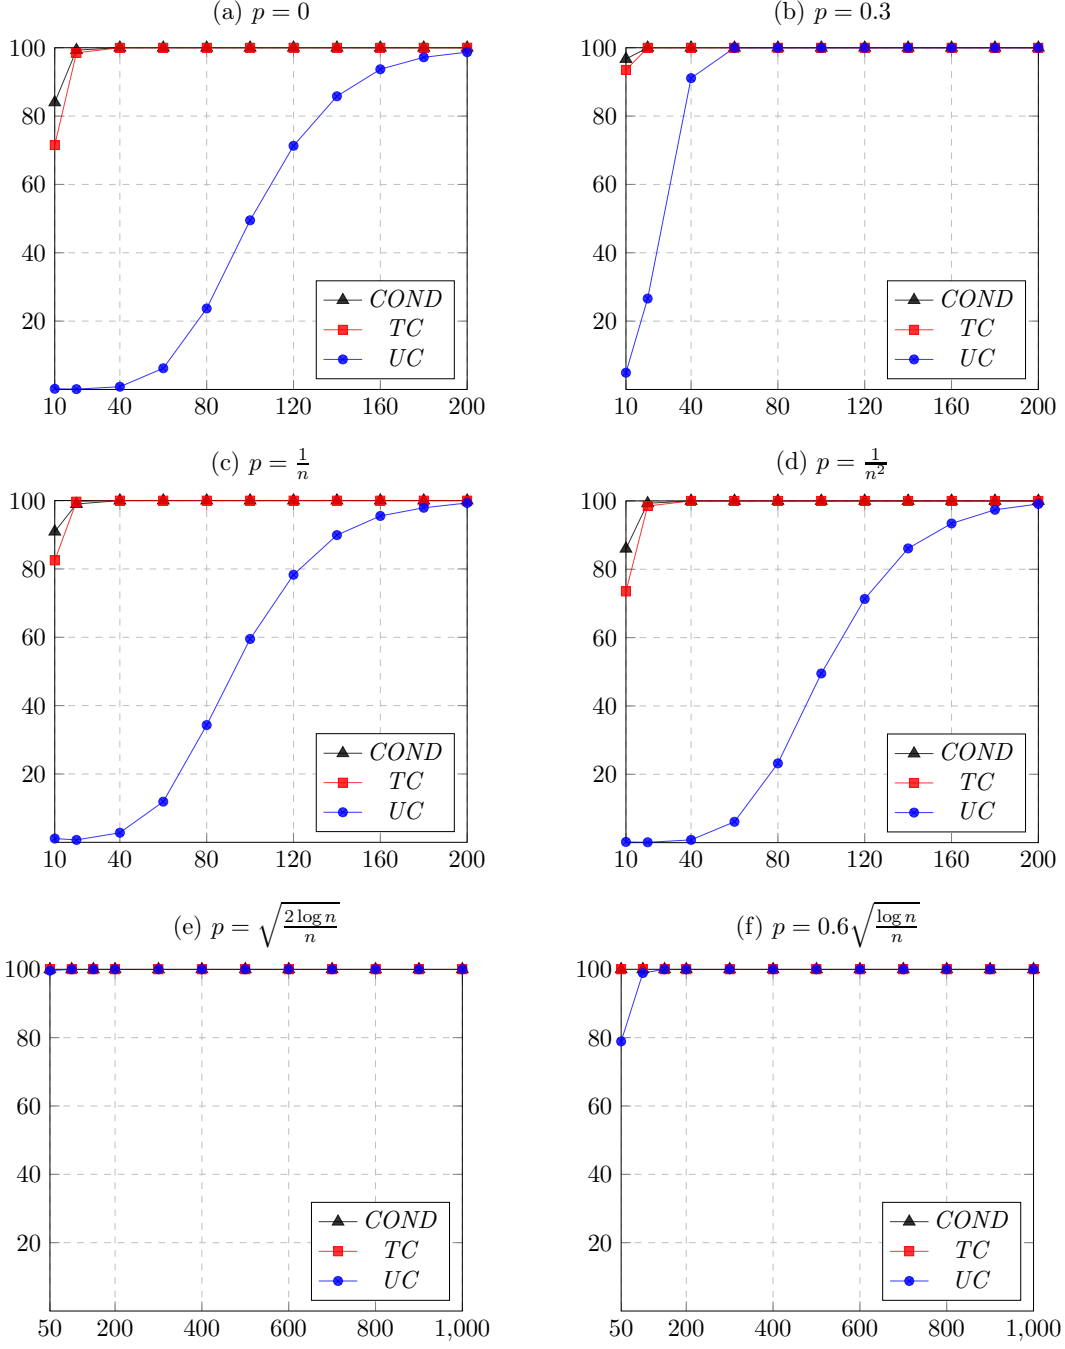 (a) p = 0
100
80
60
40
20
10 40 80 120 160 200
COND
TC
UC
(b) p = 0.3
100
80
60
40
20
10 40 80 120 160 200
COND
TC
UC
(c) p = 1/n
100
80
60
40
20
10 40 80 120 160 200
COND
TC
UC
(d) p = 1/n²
100
80
60
40
20
10 40 80 120 160 200
COND
TC
UC
(e) p = √(2 log n/n)
100
80
60
40
20
50 200 400 600 800 1,000
COND
TC
UC
(f) p = 0.6√(log n/n)
100
80
60
40
20
50 200 400 600 800 1,000
COND
TC
UC